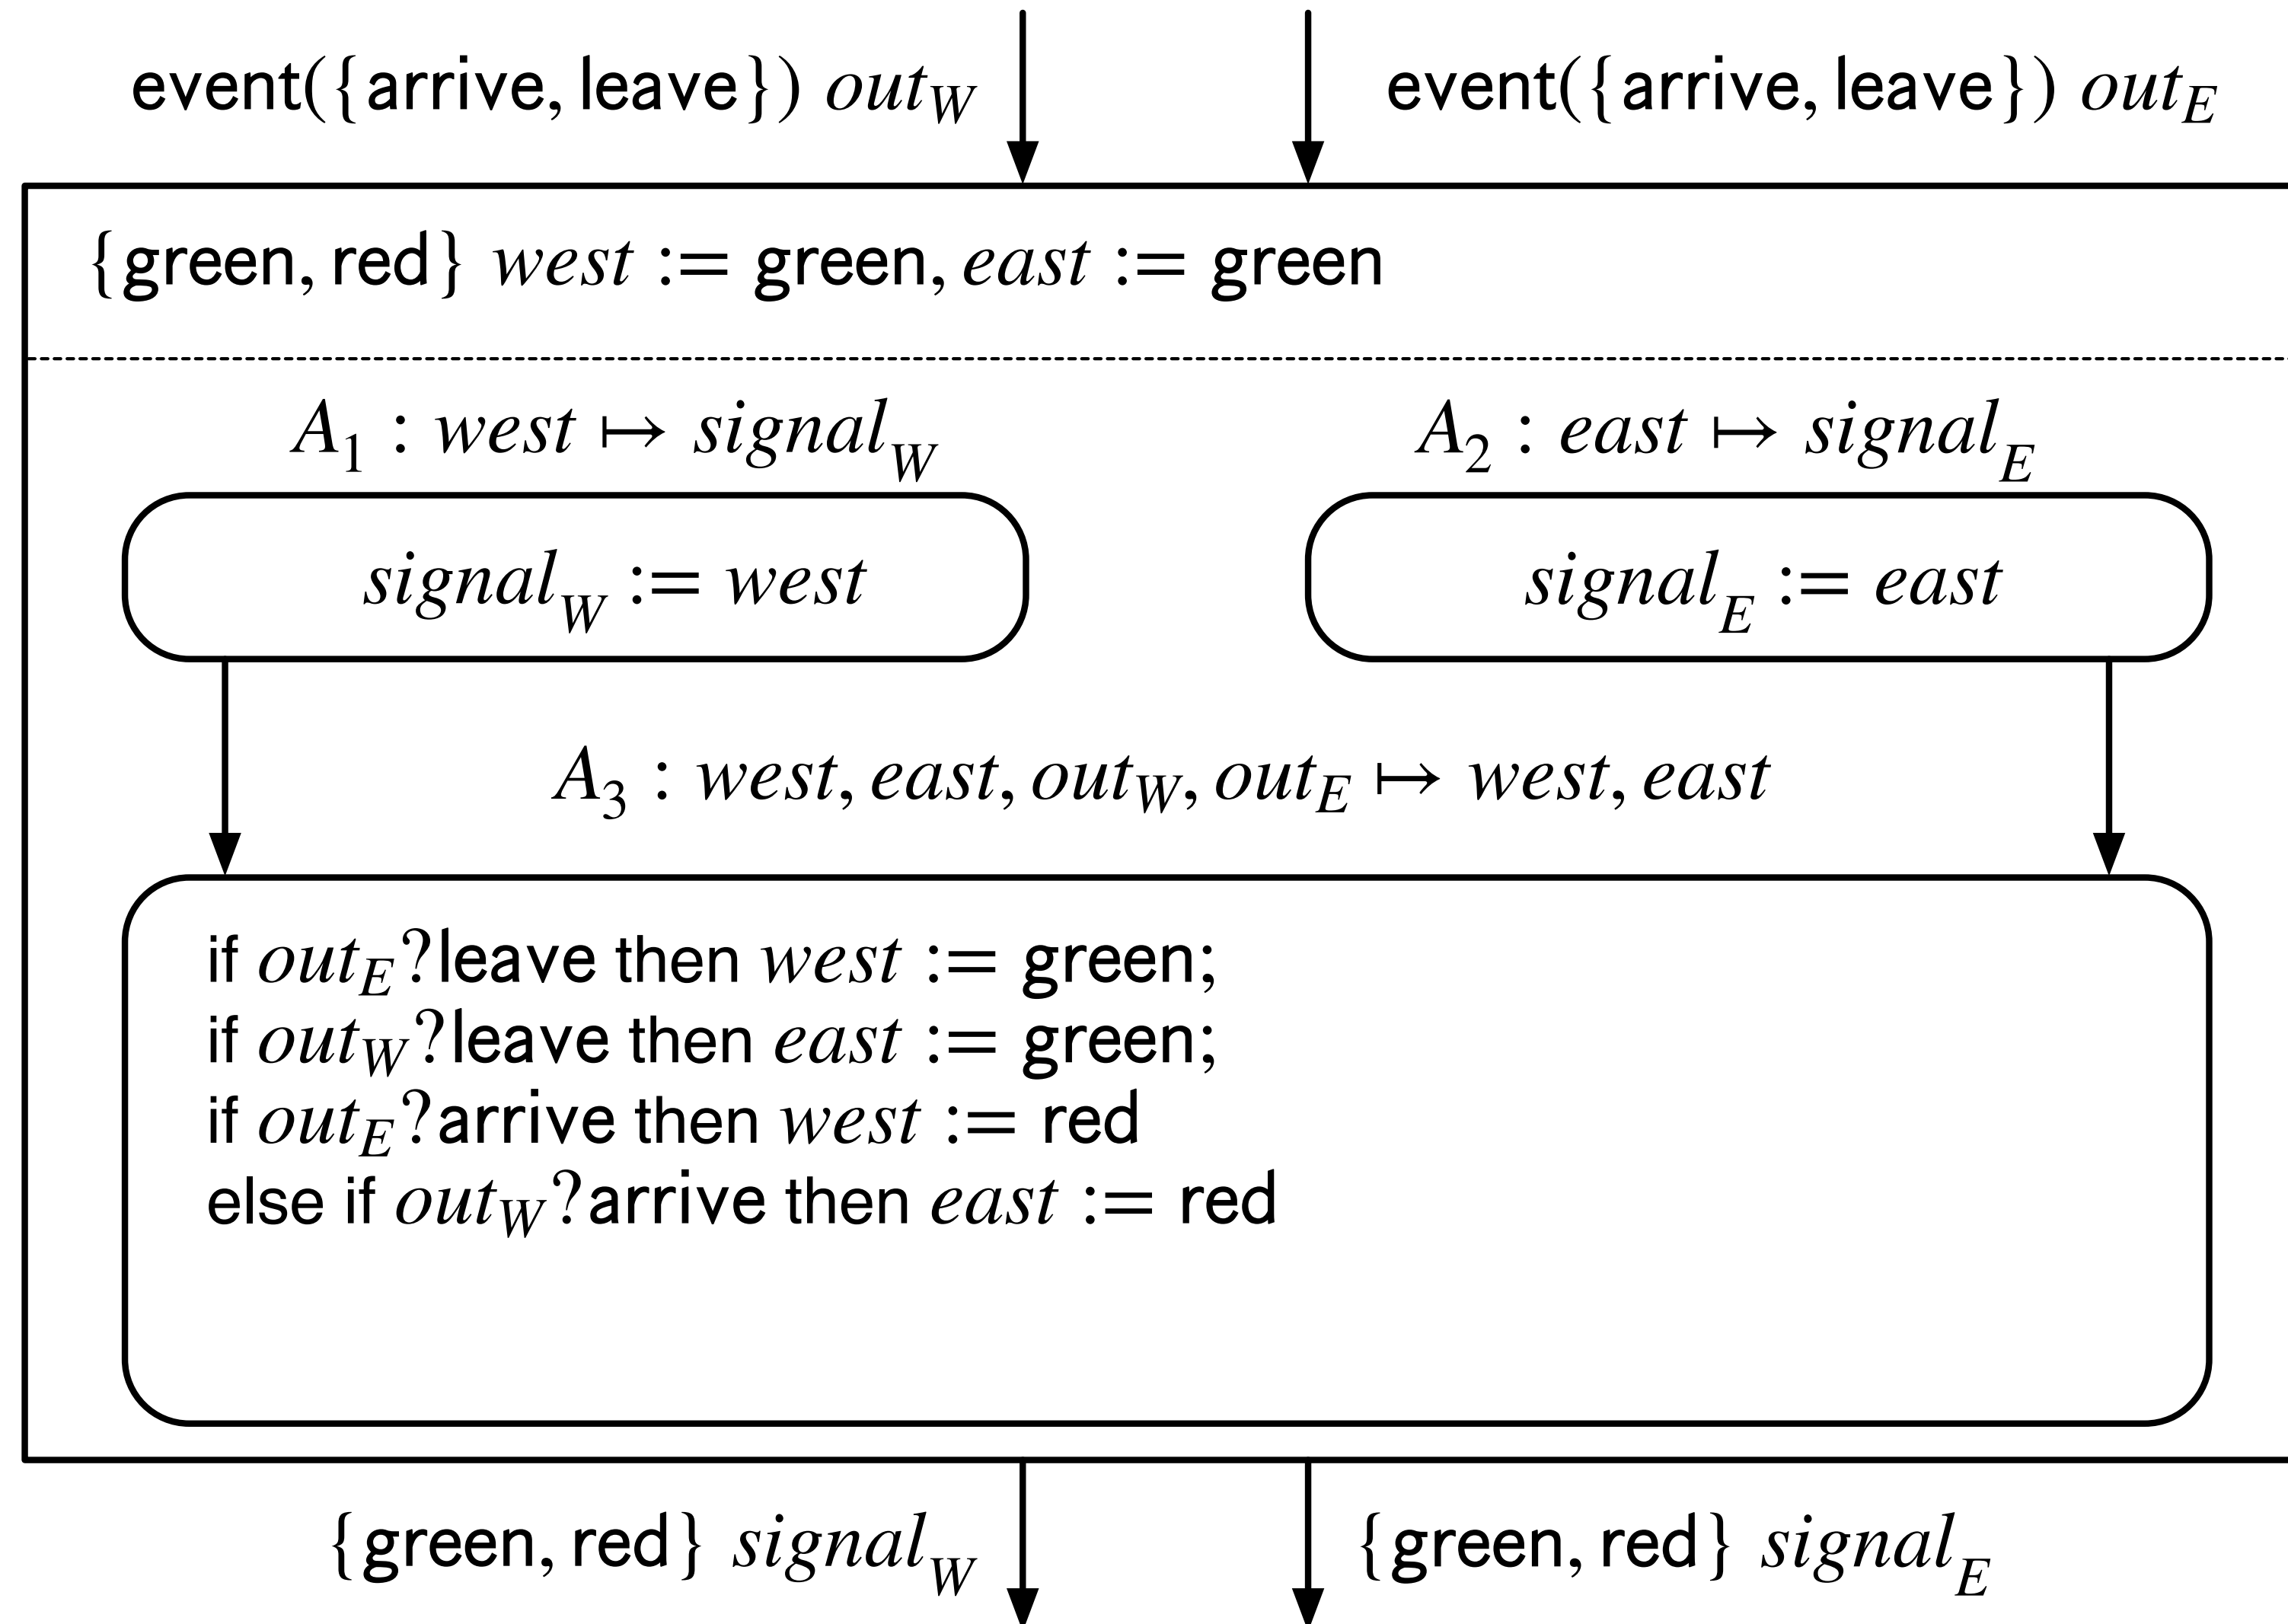 event({arrive, leave}) out_W
event({arrive, leave}) out_E
{green, red} west := green, east := green
A_1 : west ↦ signal_W
A_2 : east ↦ signal_E
signal_W := west
signal_E := east
A_3 : west, east, out_W, out_E ↦ west, east
if out_E?leave then west := green;
if out_W?leave then east := green;
if out_E?arrive then west := red
else if out_W?arrive then east := red
{green, red} signal_W
{green, red} signal_E